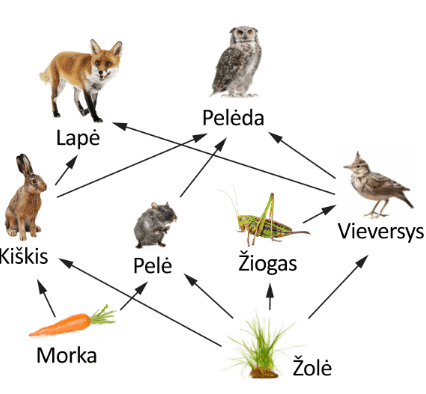 Pelėda
Lapė
Kiškis
Pelė
Žiogas
Vieversys
Morka
Žolė